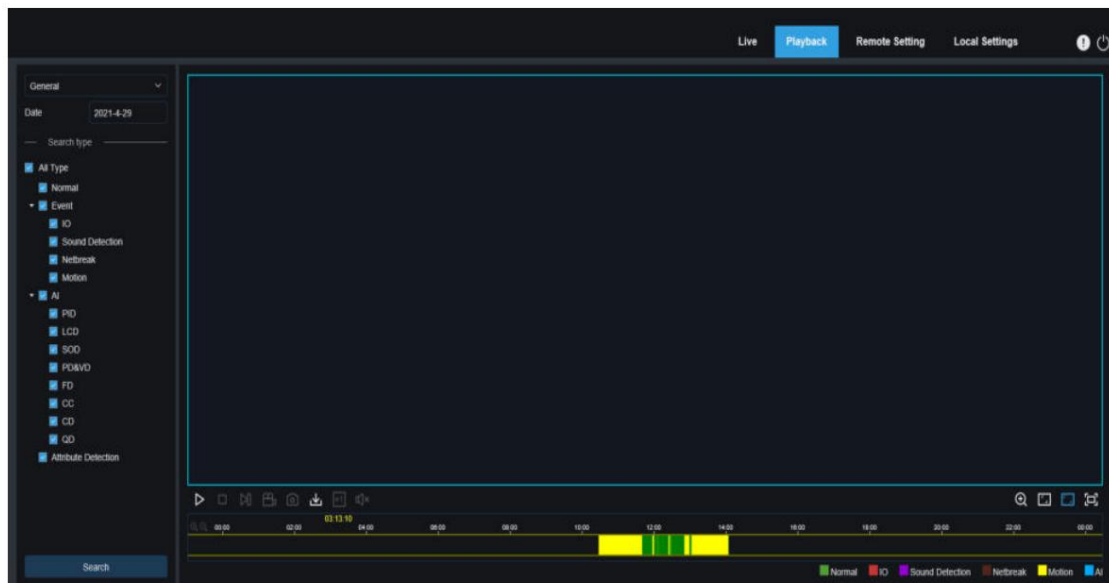 Live Playback Remote Setting Local Settings
General
Date 2021-4-29
Search type
All Type
Normal
Event
IO
Sound Detection
Netbreak
Motion
AI
PID
LCD
SOD
PD&VD
FD
CC
CD
QD
Attribute Detection
x1
03:13:10
00:00 02:00 04:00 06:00 08:00 10:00 12:00 14:00 16:00 18:00 20:00 22:00 00:00
Search
Normal IO Sound Detection Netbreak Motion AI